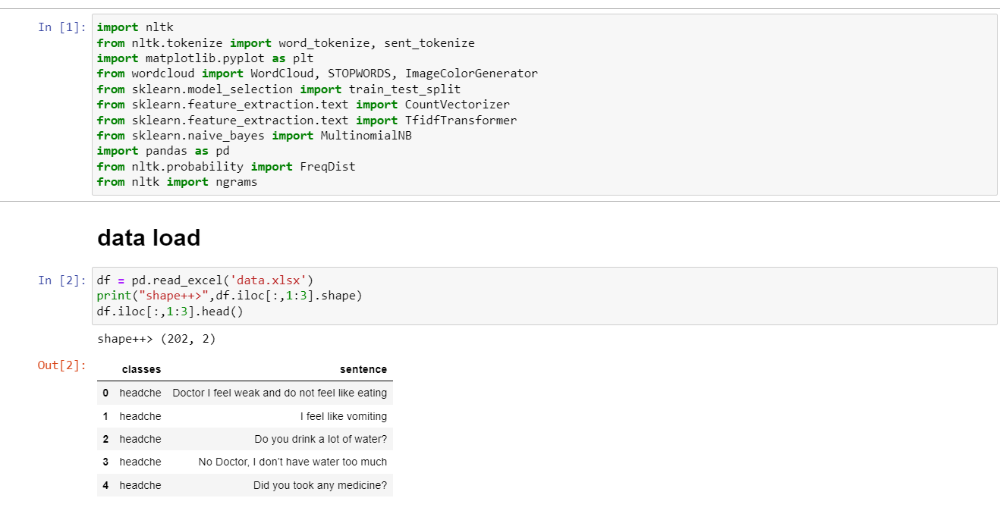 In [1]: import nltk
from nltk.tokenize import word_tokenize, sent_tokenize
import matplotlib.pyplot as plt
from wordcloud import WordCloud, STOPWORDS, ImageColorGenerator
from sklearn.model_selection import train_test_split
from sklearn.feature_extraction.text import CountVectorizer
from sklearn.feature_extraction.text import TfidfTransformer
from sklearn.naive_bayes import MultinomialNB
import pandas as pd
from nltk.probability import FreqDist
from nltk import ngrams
data load
In [2]: df = pd.read_excel('data.xlsx')
print("shape++>",df.iloc[:,1:3].shape)
df.iloc[:,1:3].head()
shape++> (202, 2)
Out[2]:
classes sentence
0 headche Doctor I feel weak and do not feel like eating
1 headche I feel like vomiting
2 headche Do you drink a lot of water?
3 headche No Doctor, I don’t have water too much
4 headche Did you took any medicine?